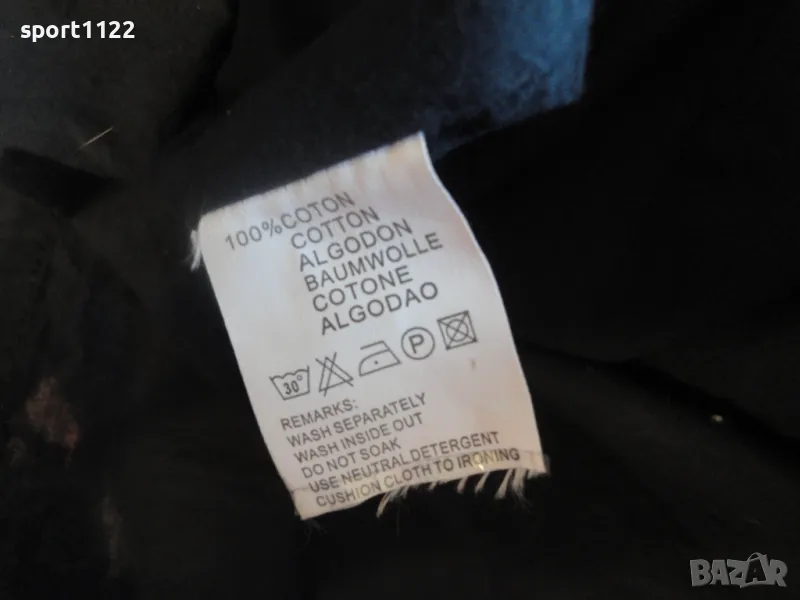 sport1122
100%COTON
COTTON
ALGODON
BAUMWOLLE
COTONE
ALGODAO
30°
P
REMARKS:
WASH SEPARATELY
WASH INSIDE OUT
DO NOT SOAK
USE NEUTRAL DETERGENT
CUSHION CLOTH TO IRONING
BAZAR